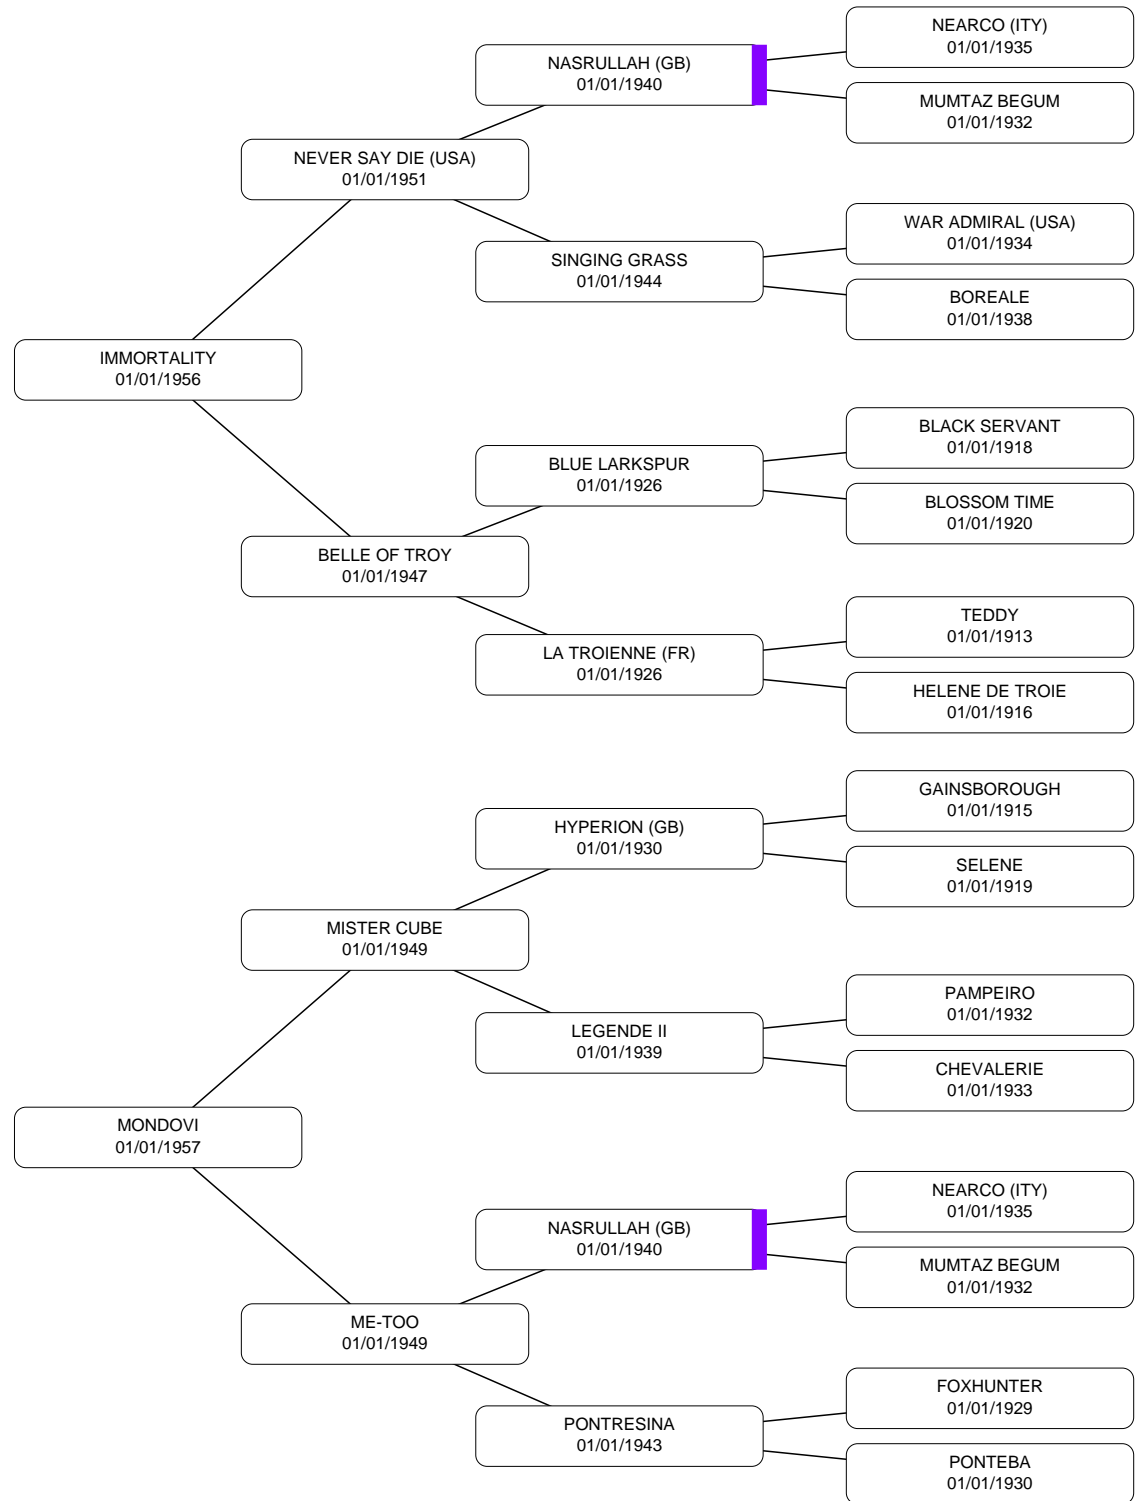 NEARCO (ITY)
01/01/1935
NASRULLAH (GB)
01/01/1940
MUMTAZ BEGUM
01/01/1932
NEVER SAY DIE (USA)
01/01/1951
WAR ADMIRAL (USA)
01/01/1934
SINGING GRASS
01/01/1944
BOREALE
01/01/1938
IMMORTALITY
01/01/1956
BLACK SERVANT
01/01/1918
BLUE LARKSPUR
01/01/1926
BLOSSOM TIME
01/01/1920
BELLE OF TROY
01/01/1947
TEDDY
01/01/1913
LA TROIENNE (FR)
01/01/1926
HELENE DE TROIE
01/01/1916
GAINSBOROUGH
01/01/1915
HYPERION (GB)
01/01/1930
SELENE
01/01/1919
MISTER CUBE
01/01/1949
PAMPEIRO
01/01/1932
LEGENDE II
01/01/1939
CHEVALERIE
01/01/1933
MONDOVI
01/01/1957
NEARCO (ITY)
01/01/1935
NASRULLAH (GB)
01/01/1940
MUMTAZ BEGUM
01/01/1932
ME-TOO
01/01/1949
FOXHUNTER
01/01/1929
PONTRESINA
01/01/1943
PONTEBA
01/01/1930